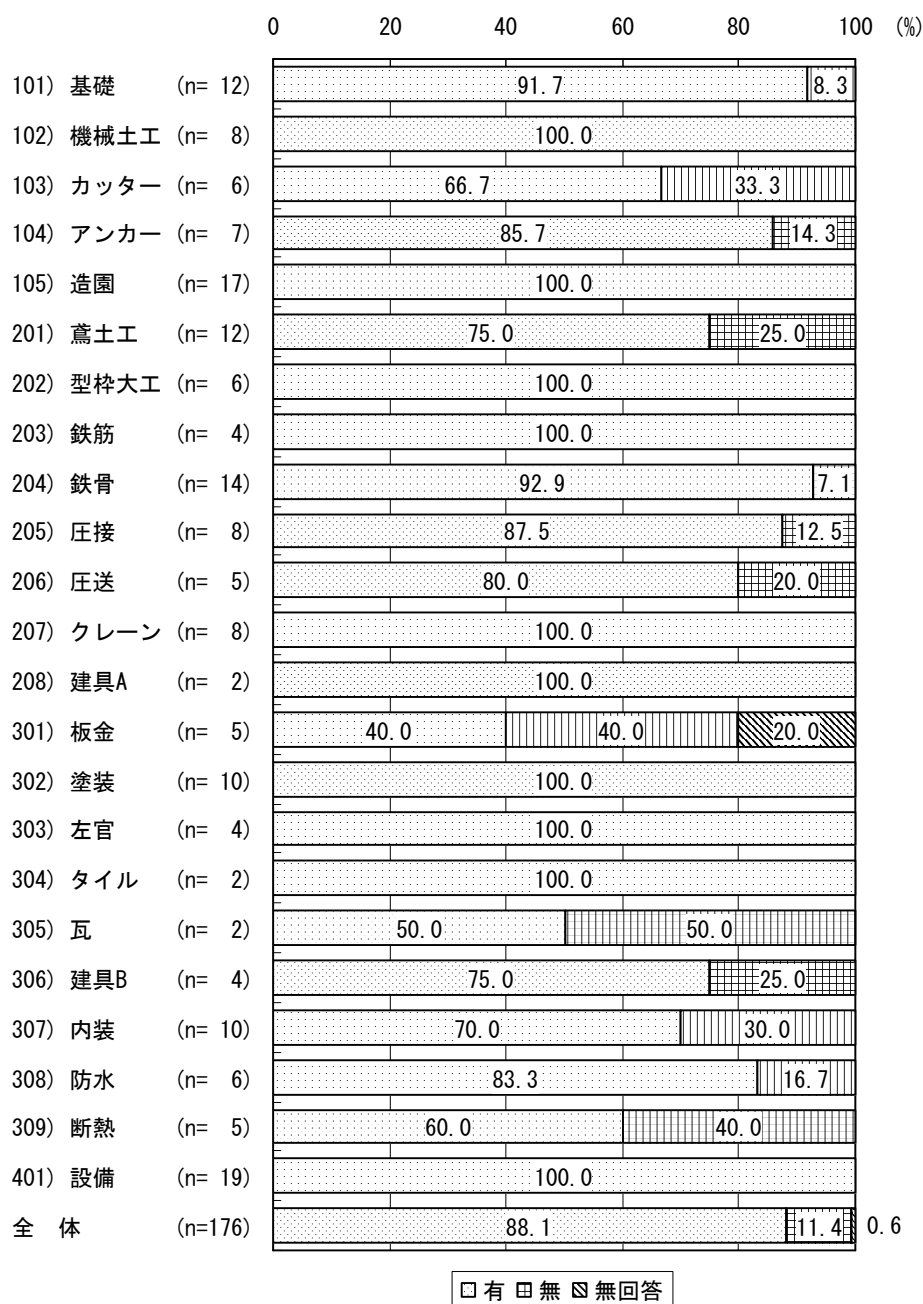 0 20 40 60 80 100 (%)
101) 基礎 (n= 12) 91.7 8.3
102) 機械土工 (n= 8) 100.0
103) カッター (n= 6) 66.7 33.3
104) アンカー (n= 7) 85.7 14.3
105) 造園 (n= 17) 100.0
201) 鳶土工 (n= 12) 75.0 25.0
202) 型枠大工 (n= 6) 100.0
203) 鉄筋 (n= 4) 100.0
204) 鉄骨 (n= 14) 92.9 7.1
205) 圧接 (n= 8) 87.5 12.5
206) 圧送 (n= 5) 80.0 20.0
207) クレーン (n= 8) 100.0
208) 建具A (n= 2) 100.0
301) 板金 (n= 5) 40.0 40.0 20.0
302) 塗装 (n= 10) 100.0
303) 左官 (n= 4) 100.0
304) タイル (n= 2) 100.0
305) 瓦 (n= 2) 50.0 50.0
306) 建具B (n= 4) 75.0 25.0
307) 内装 (n= 10) 70.0 30.0
308) 防水 (n= 6) 83.3 16.7
309) 断熱 (n= 5) 60.0 40.0
401) 設備 (n= 19) 100.0
全 体 (n=176) 88.1 11.4 0.6
有 無 無回答